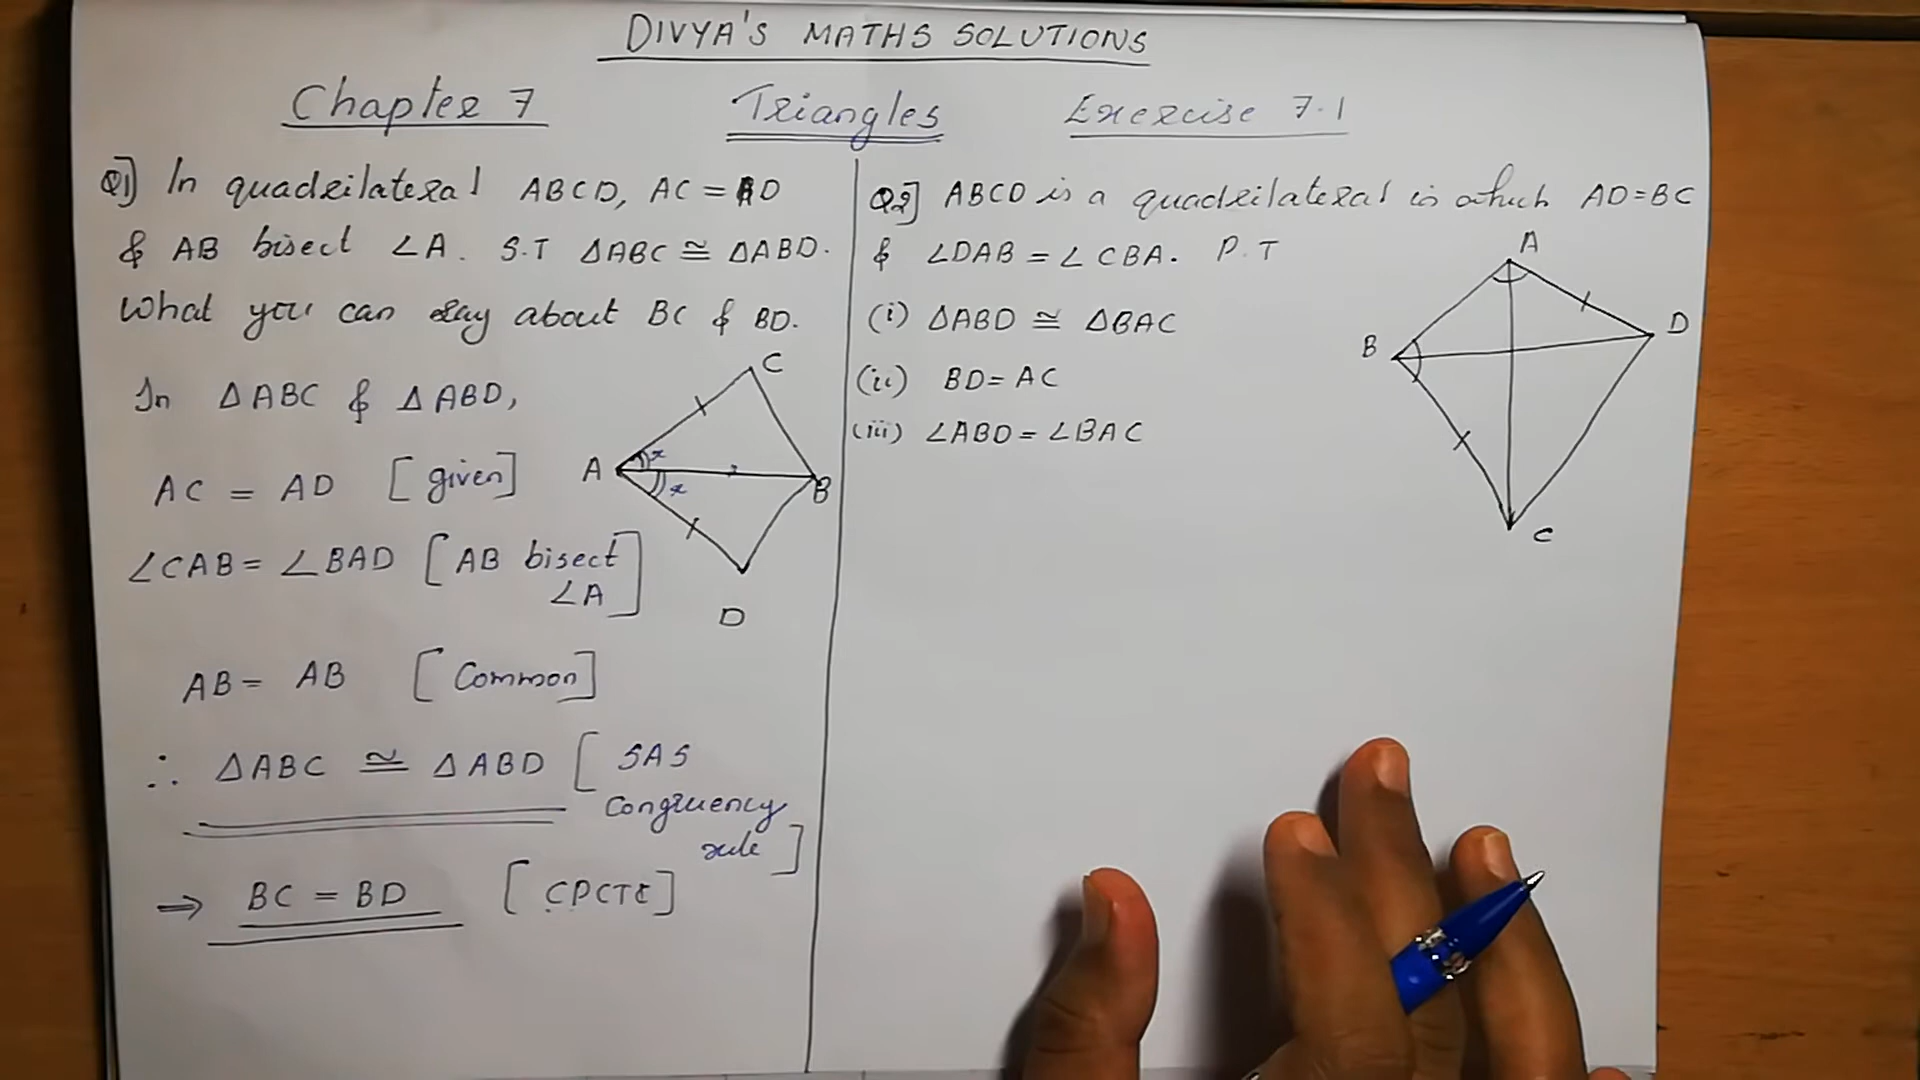 DIVYA'S MATHS SOLUTIONS
Chapter 7 Triangles Exercise 7.1
Q1] In quadrilateral ABCD, AC = AD
& AB bisect ∠A. S.T ΔABC ≅ ΔABD.
What you can say about BC & BD.
In ΔABC & ΔABD,
AC = AD [given]
∠CAB = ∠BAD [AB bisect
∠A]
AB = AB [Common]
∴ ΔABC ≅ ΔABD [SAS
Congruency
rule]
⇒ BC = BD [CPCTC]
C
A
x
x
B
D
Q2] ABCD is a quadrilateral in which AD=BC
& ∠DAB = ∠CBA. P.T
(i) ΔABD ≅ ΔBAC
(ii) BD = AC
(iii) ∠ABD = ∠BAC
A
B
D
C